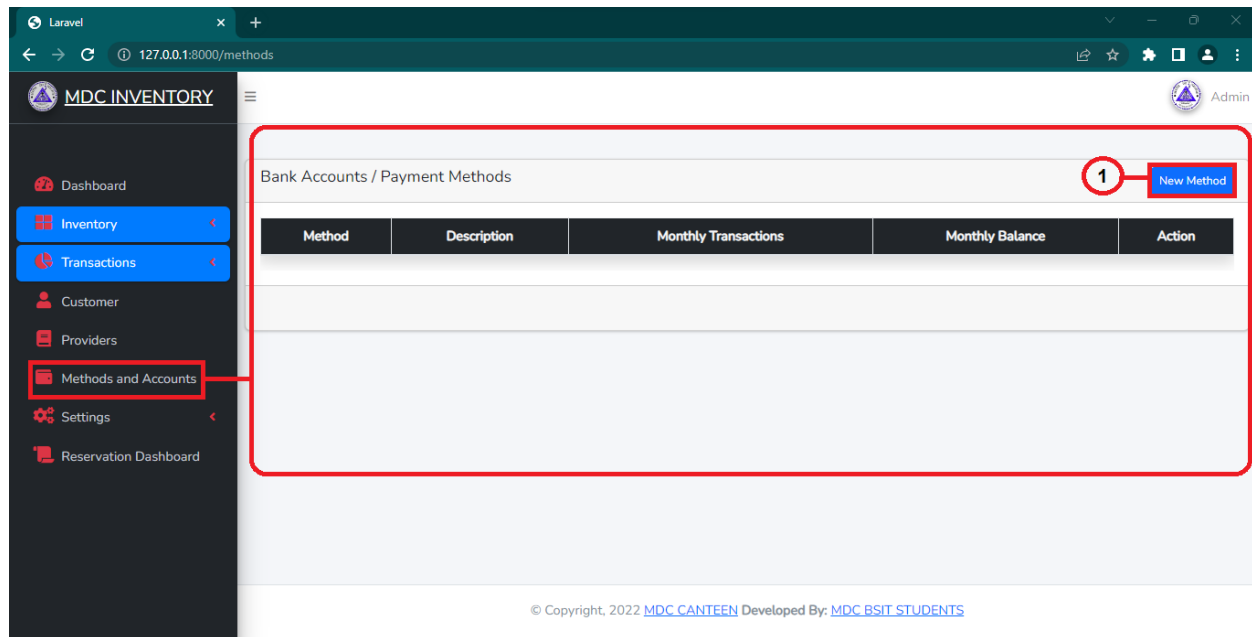 Laravel
127.0.0.1:8000/methods
MDC INVENTORY
Admin
Dashboard
Inventory
Transactions
Customer
Providers
Methods and Accounts
Settings
Reservation Dashboard
Bank Accounts / Payment Methods
1
New Method
Method Description Monthly Transactions Monthly Balance Action
© Copyright, 2022 MDC CANTEEN Developed By: MDC BSIT STUDENTS